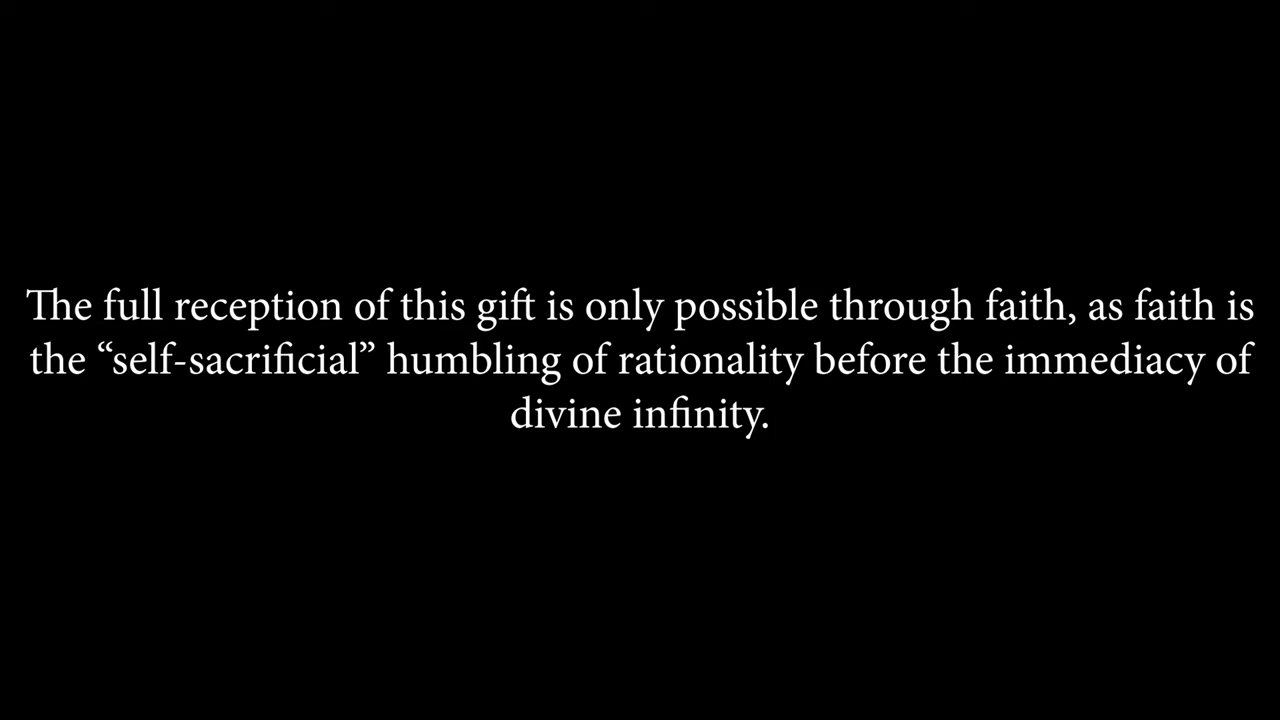 The full reception of this gift is only possible through faith, as faith is
the “self-sacrificial” humbling of rationality before the immediacy of
divine infinity.